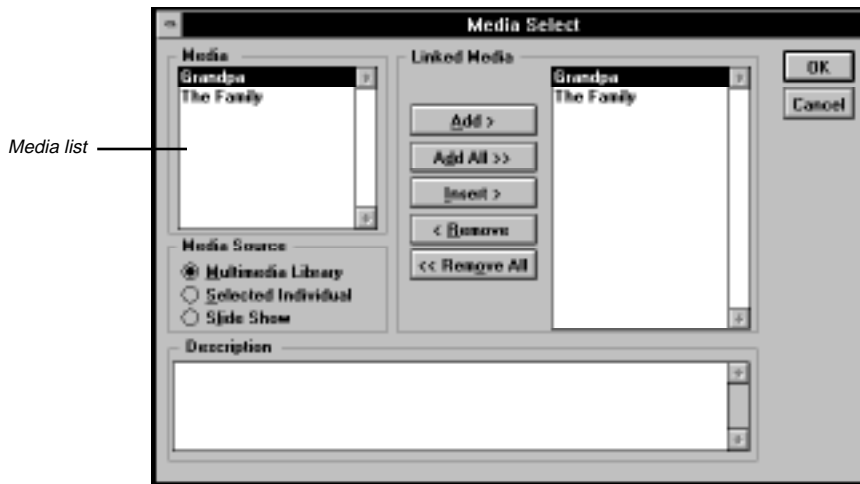 Media Select
Media
Grandpa
The Family
Media list
Media Source
Multimedia Library
Selected Individual
Slide Show
Linked Media
Add >
Add All >>
Insert >
< Remove
<< Remove All
Grandpa
The Family
OK
Cancel
Description